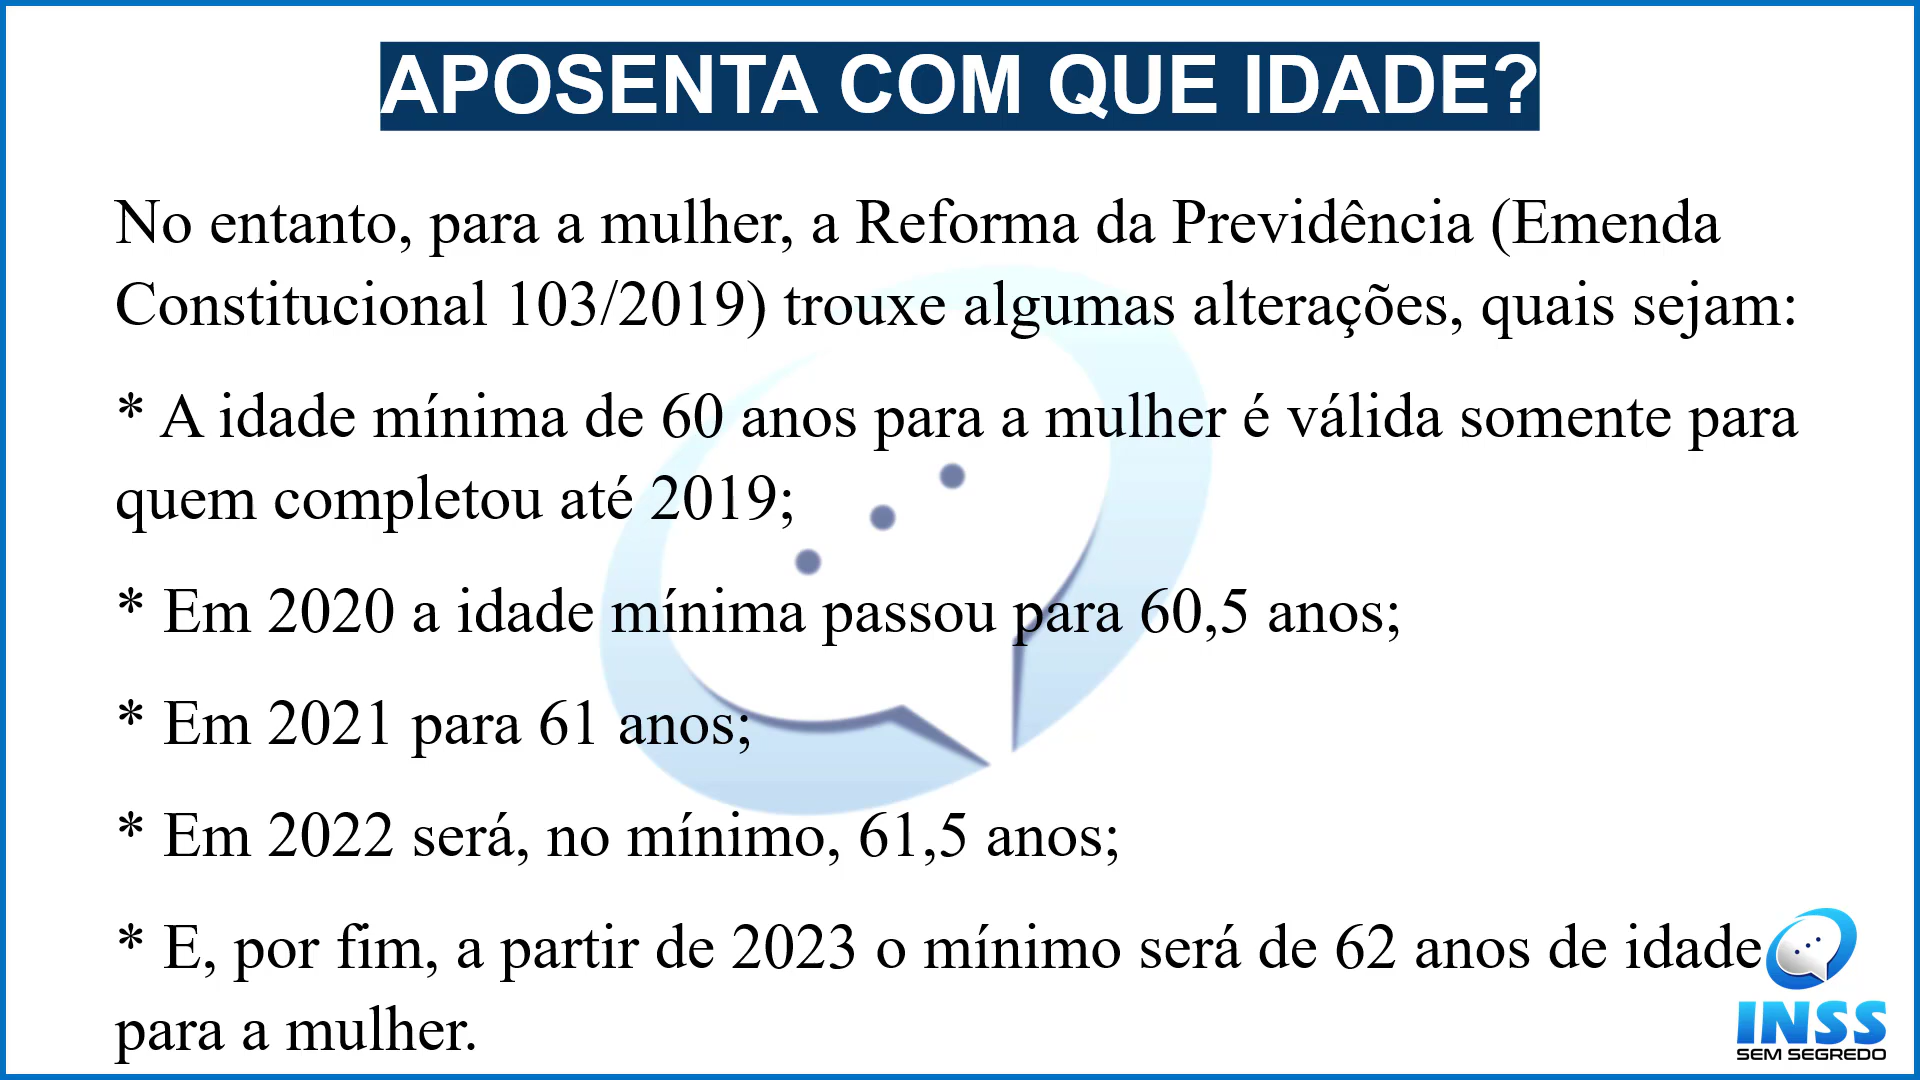 APOSENTA COM QUE IDADE?
No entanto, para a mulher, a Reforma da Previdência (Emenda
Constitucional 103/2019) trouxe algumas alterações, quais sejam:
* A idade mínima de 60 anos para a mulher é válida somente para
quem completou até 2019;
* Em 2020 a idade mínima passou para 60,5 anos;
* Em 2021 para 61 anos;
* Em 2022 será, no mínimo, 61,5 anos;
* E, por fim, a partir de 2023 o mínimo será de 62 anos de idade
para a mulher.
INSS
SEM SEGREDO